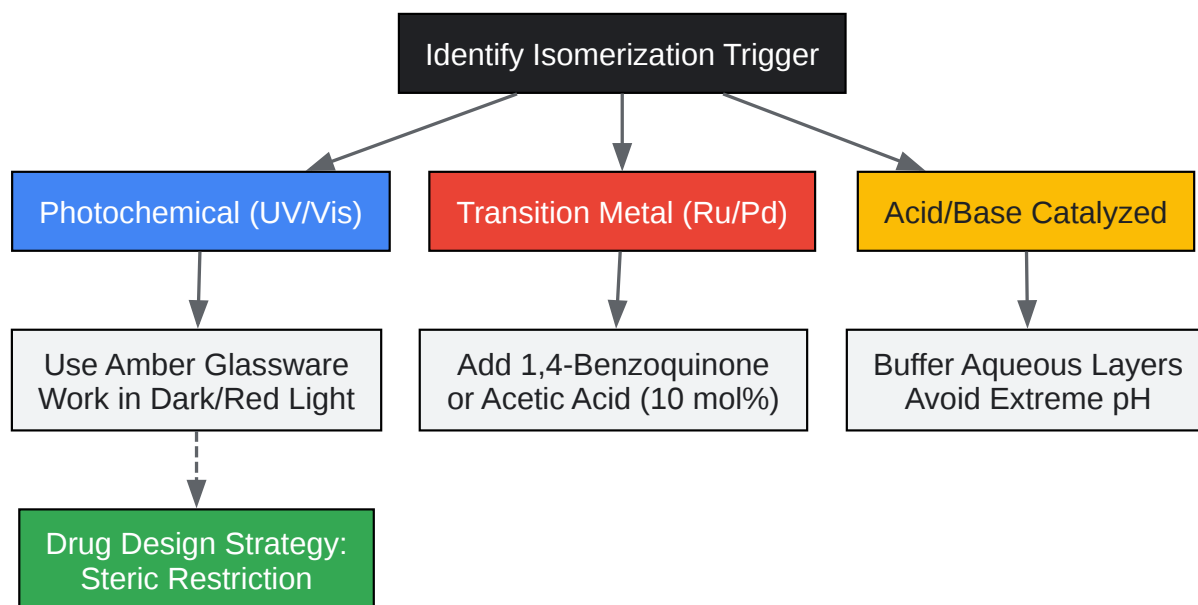 Identify Isomerization Trigger
Photochemical (UV/Vis)
Transition Metal (Ru/Pd)
Acid/Base Catalyzed
Use Amber Glassware
Work in Dark/Red Light
Add 1,4-Benzoquinone
or Acetic Acid (10 mol%)
Buffer Aqueous Layers
Avoid Extreme pH
Drug Design Strategy:
Steric Restriction